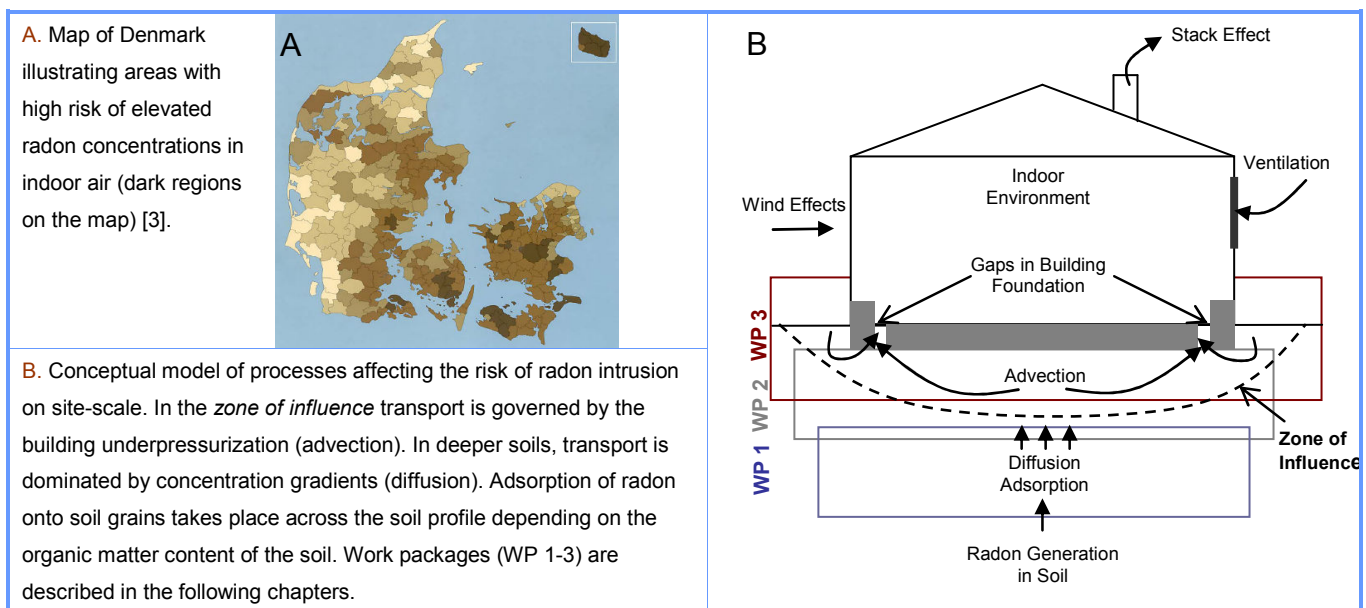 A. Map of Denmark
illustrating areas with
high risk of elevated
radon concentrations in
indoor air (dark regions
on the map) [3].
A
B. Conceptual model of processes affecting the risk of radon intrusion
on site-scale. In the zone of influence transport is governed by the
building underpressurization (advection). In deeper soils, transport is
dominated by concentration gradients (diffusion). Adsorption of radon
onto soil grains takes place across the soil profile depending on the
organic matter content of the soil. Work packages (WP 1-3) are
described in the following chapters.
B
Stack Effect
Ventilation
Indoor
Environment
Wind Effects
Gaps in Building
Foundation
WP 3
Advection
WP 2
Zone of
Influence
WP 1
Diffusion
Adsorption
Radon Generation
in Soil